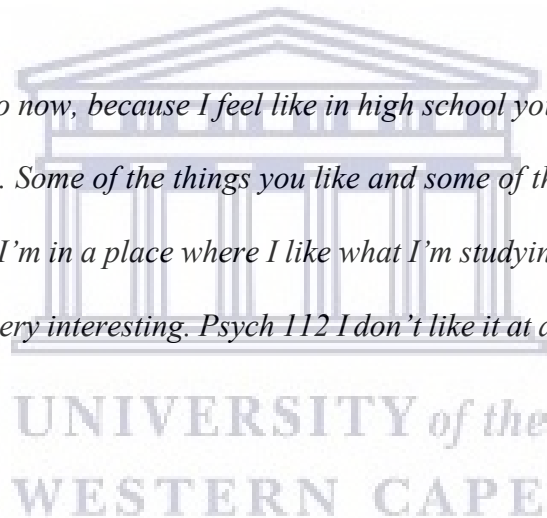 o now, because I feel like in high school you
. Some of the things you like and some of th
I’m in a place where I like what I’m studyin
ery interesting. Psych 112 I don’t like it at a
UNIVERSITY of the
WESTERN CAPE